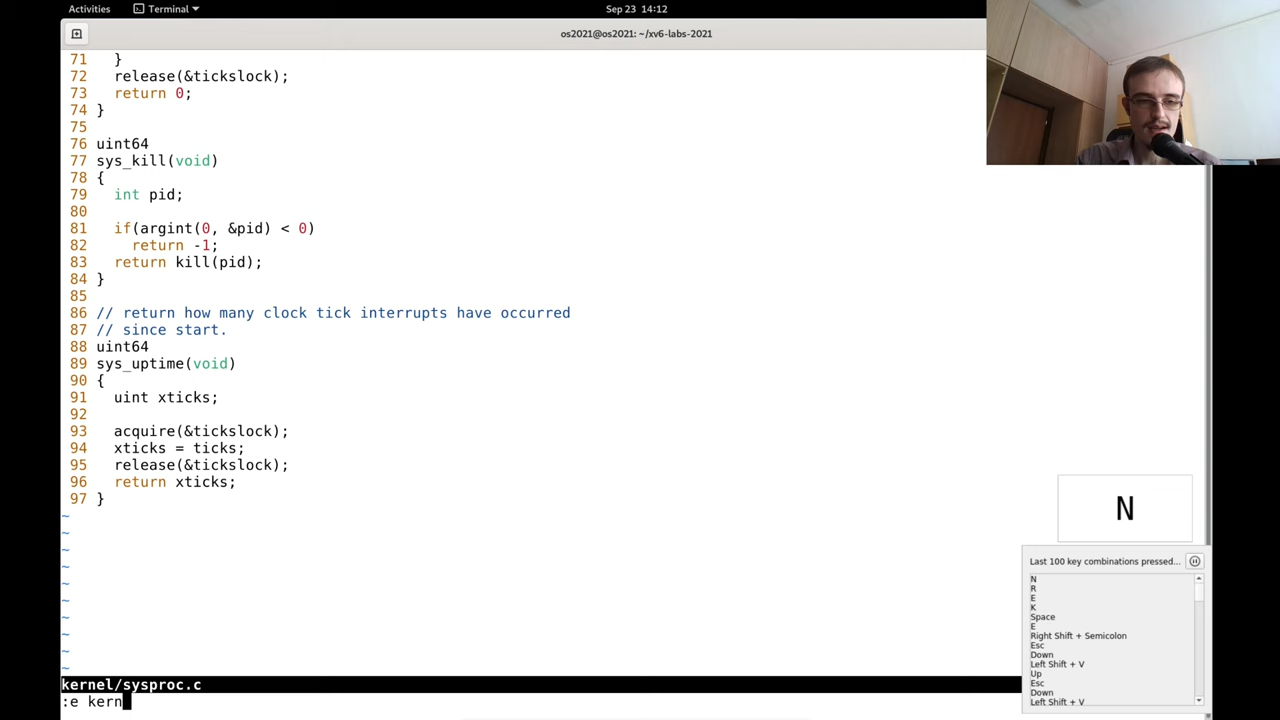 Activities
Terminal
Sep 23 14:12
os2021@os2021: ~/xv6-labs-2021
71 }
72 release(&tickslock);
73 return 0;
74 }
75
76 uint64
77 sys_kill(void)
78 {
79 int pid;
80
81 if(argint(0, &pid) < 0)
82 return -1;
83 return kill(pid);
84 }
85
86 // return how many clock tick interrupts have occurred
87 // since start.
88 uint64
89 sys_uptime(void)
90 {
91 uint xticks;
92
93 acquire(&tickslock);
94 xticks = ticks;
95 release(&tickslock);
96 return xticks;
97 }
~
~
~
~
~
~
~
~
~
~
kernel/sysproc.c
:e kern
N
Last 100 key combinations pressed...
N
R
E
K
Space
E
Right Shift + Semicolon
Esc
Down
Left Shift + V
Up
Esc
Down
Left Shift + V